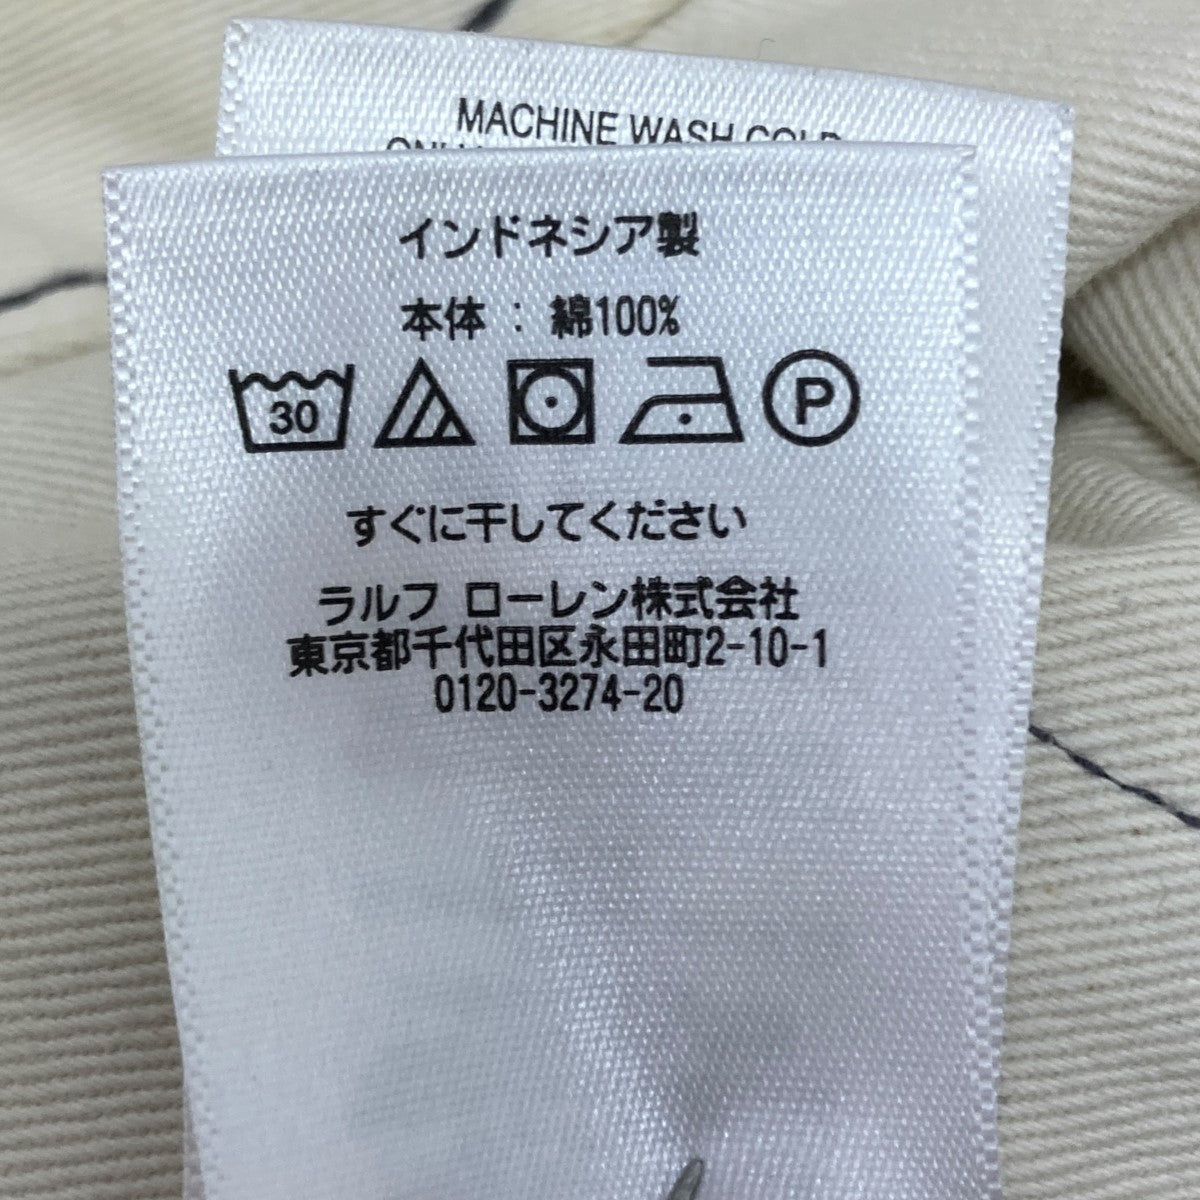 MACHINE WASH COLD
インドネシア製
本体 : 綿100%
30 P
すぐに干してください
ラルフ ローレン株式会社
東京都千代田区永田町2-10-1
0120-3274-20